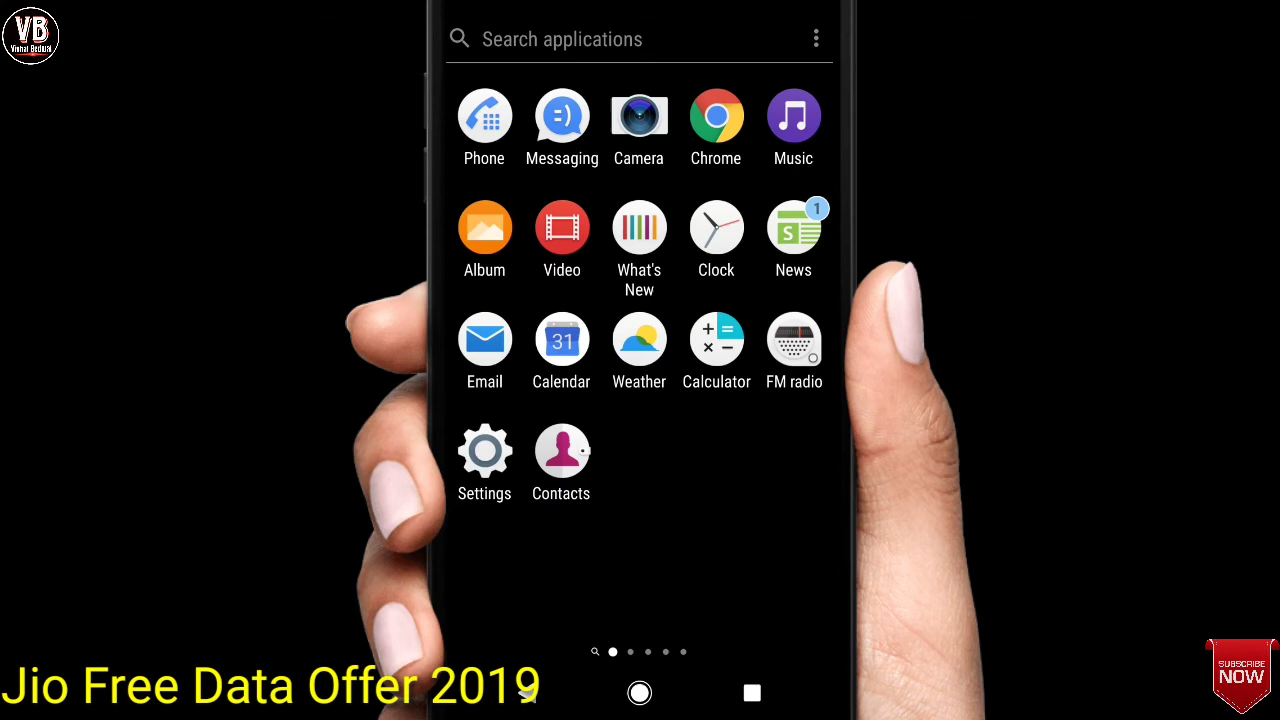 VB
Vishal Bediwal
Search applications
Phone Messaging Camera Chrome Music
1
Album Video What's New Clock News
S
31
Email Calendar Weather Calculator FM radio
Settings Contacts
Jio Free Data Offer 2019
SUBSCRIBE
NOW